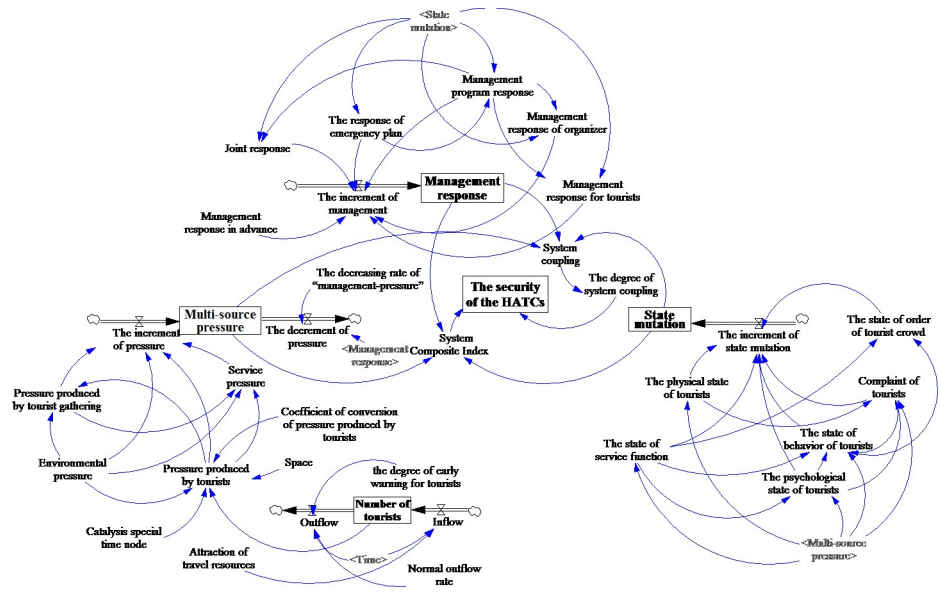 <State
mutation>
Management
program response
The response of
emergency plan
Management
response of organizer
Joint response
Management
response
Management
response for tourists
The increment of
management
Management
response in advance
System
coupling
The decreasing rate of
“management-pressure”
The degree of
system coupling
The security
of the HATCs
Multi-source
pressure
The decrement of
pressure
The increment
of pressure
<Management
response>
System
Composite Index
State
mutation
The increment of
state mutation
The state of order
of tourist crowd
Service
pressure
Pressure produced
by tourist gathering
The physical state
of tourists
Complaint of
tourists
Coefficient of conversion
of pressure produced by
tourists
The state of
behavior of tourists
The state of
service function
Environmental
pressure
Pressure produced
by tourists
Space
the degree of early
warning for tourists
The psychological
state of tourists
Number of
tourists
Outflow
Inflow
Catalysis special
time node
<Time>
<Multi-source
pressure>
Attraction of
travel resources
Normal outflow
rate